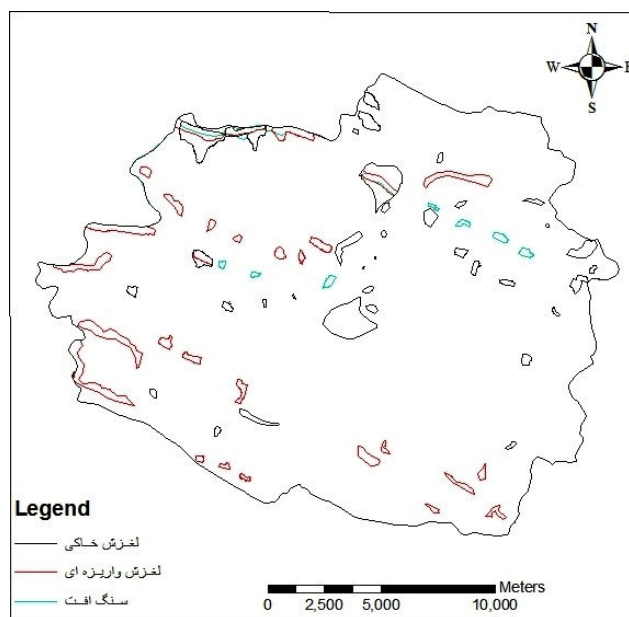 N
W E
S
Legend
لغزش خاکی
لغزش واریزه ای
سنگ افت
Meters
0 2,500 5,000 10,000